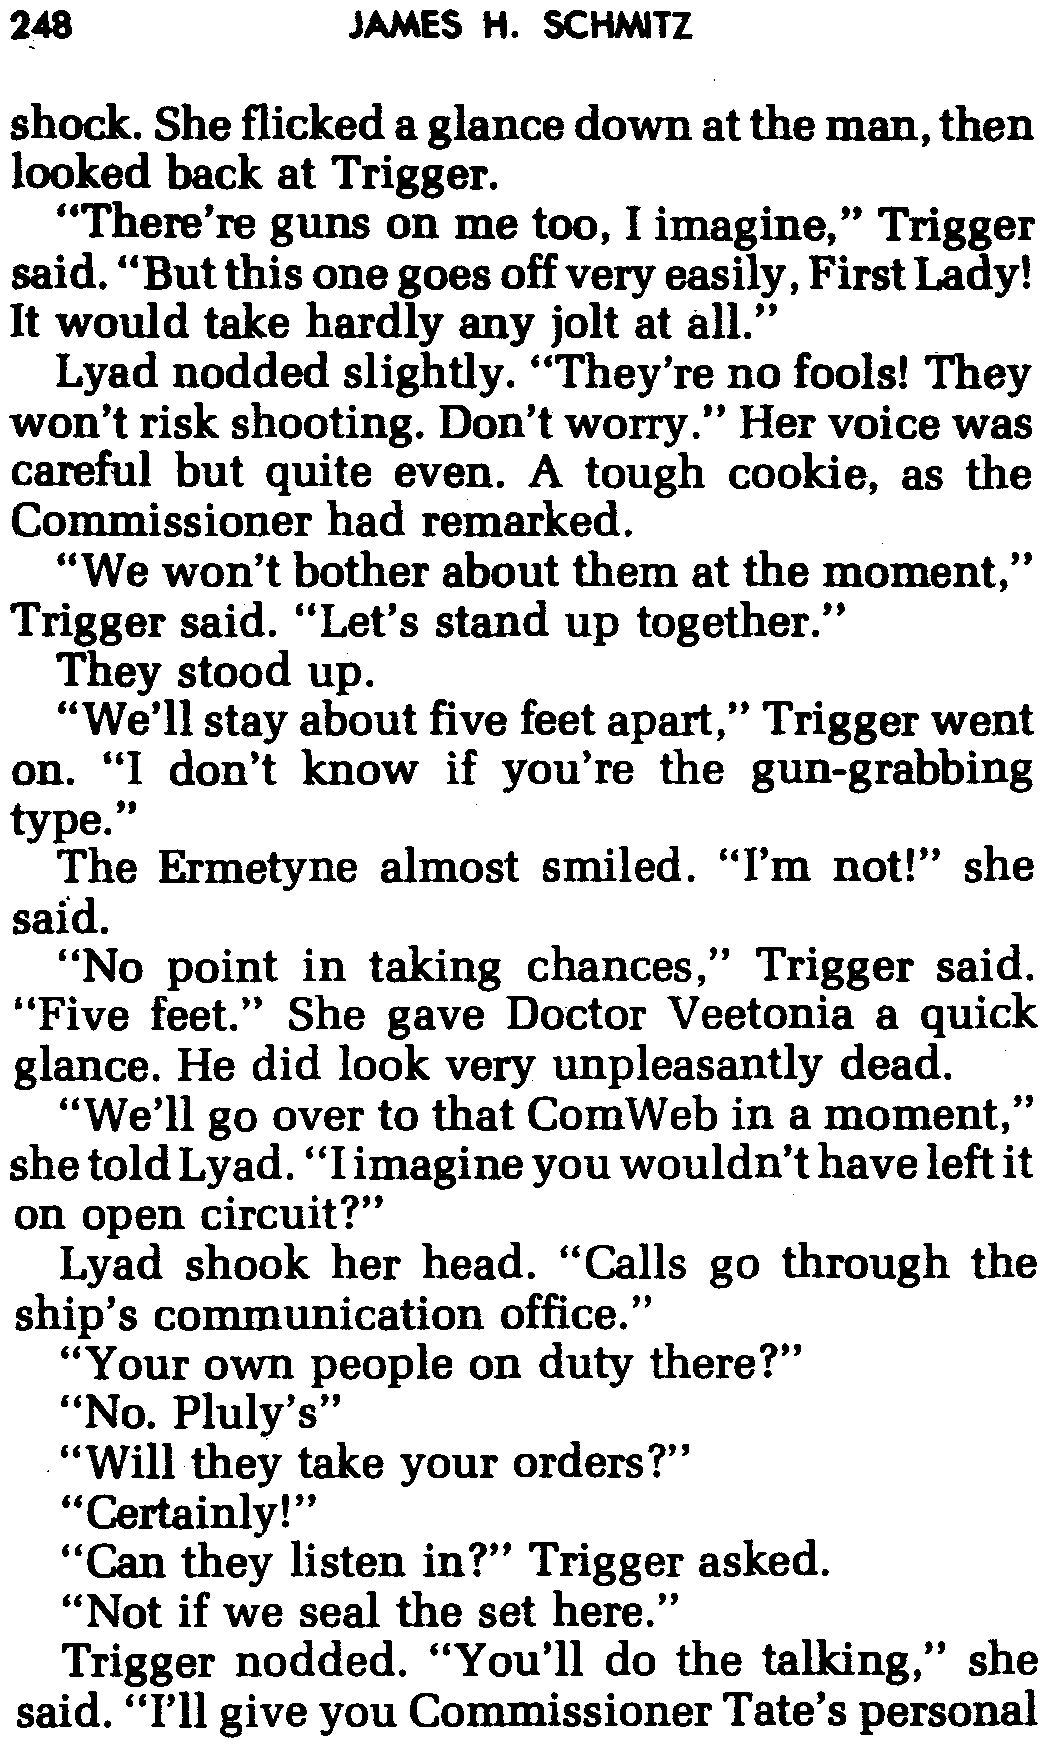 248 JAMES H. SCHMITZ
shock. She flicked a glance down at the man, then
looked back at Trigger.
“There’re guns on me too, I imagine,” Trigger
said. “But this one goes off very easily, First Lady!
It would take hardly any jolt at all.”
Lyad nodded slightly. “They’re no fools! They
won’t risk shooting. Don’t worry.” Her voice was
careful but quite even. A tough cookie, as the
Commissioner had remarked.
“We won’t bother about them at the moment,”
Trigger said. “Let’s stand up together.”
They stood up.
“We’ll stay about five feet apart,” Trigger went
on. “I don’t know if you’re the gun-grabbing
type.”
The Ermetyne almost smiled. “I’m not!” she
said.
“No point in taking chances,” Trigger said.
“Five feet.” She gave Doctor Veetonia a quick
glance. He did look very unpleasantly dead.
“We’ll go over to that ComWeb in a moment,”
she told Lyad. “I imagine you wouldn’t have left it
on open circuit?”
Lyad shook her head. “Calls go through the
ship’s communication office.”
“Your own people on duty there?”
“No. Pluly’s”
“Will they take your orders?”
“Certainly!”
“Can they listen in?” Trigger asked.
“Not if we seal the set here.”
Trigger nodded. “You’ll do the talking,” she
said. “I’ll give you Commissioner Tate’s personal